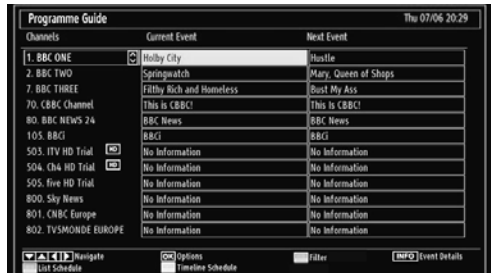 Programme Guide Thu 07/06 20:29
Channels Current Event Next Event
1. BBC ONE Holby City Hustle
2. BBC TWO Springwatch Mary, Queen of Shops
7. BBC THREE Filthy Rich and Homeless Bust My Ass
70. CBBC Channel This is CBBC! This Is CBBC!
80. BBC NEWS 24 BBC News BBC News
105. BBCi BBCi BBCi
503. ITV HD Trial HD No Information No Information
504. Ch4 HD Trial HD No Information No Information
505. five HD Trial No Information No Information
800. Sky News No Information No Information
801. CNBC Europe No Information No Information
802. TV5MONDE EUROPE No Information No Information
Navigate OK Options Filter INFO Event Details
List Schedule Timeline Schedule